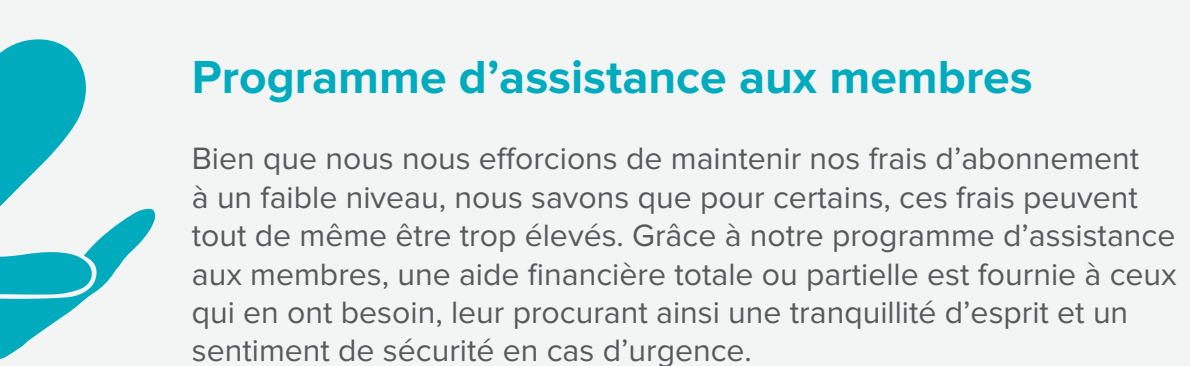 Programme d’assistance aux membres
Bien que nous nous efforcions de maintenir nos frais d’abonnement
à un faible niveau, nous savons que pour certains, ces frais peuvent
tout de même être trop élevés. Grâce à notre programme d’assistance
aux membres, une aide financière totale ou partielle est fournie à ceux
qui en ont besoin, leur procurant ainsi une tranquillité d’esprit et un
sentiment de sécurité en cas d’urgence.